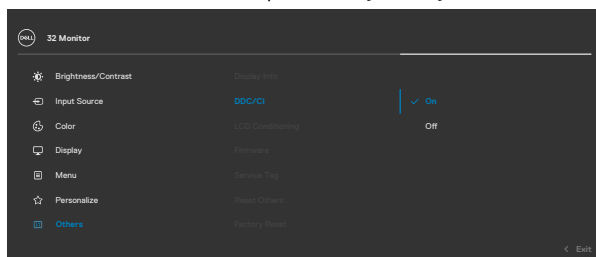 DELL
32 Monitor
Brightness/Contrast
Display Info
Input Source
DDC/CI
On
Color
LCD Conditioning
Off
Display
Firmware
Menu
Service Tag
Personalize
Reset Others
Others
Factory Reset
Exit